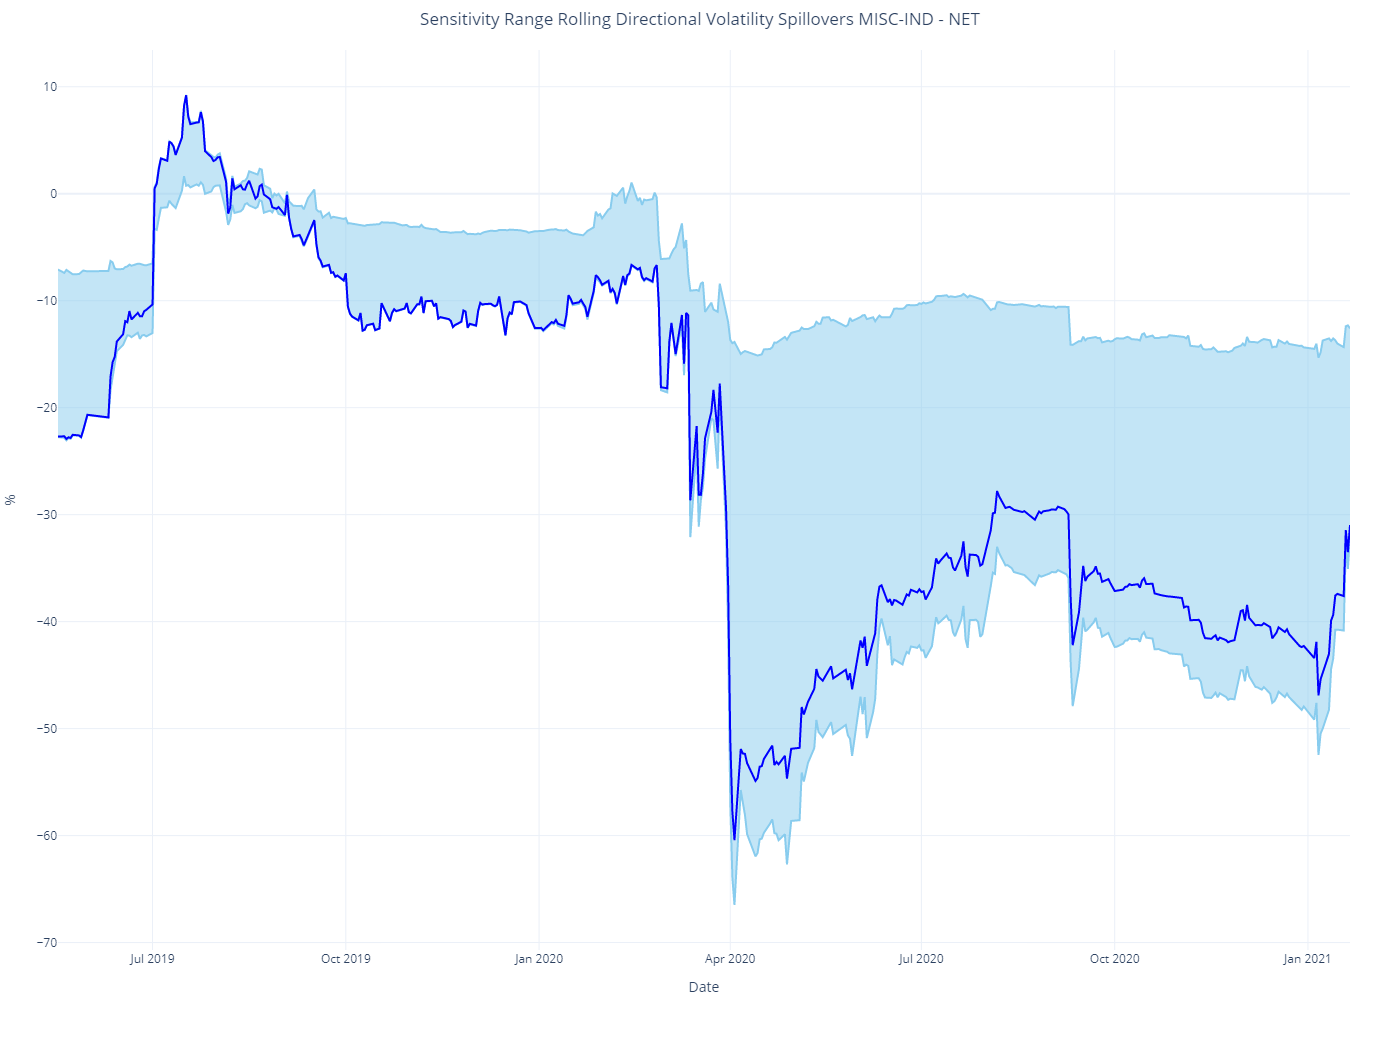 Sensitivity Range Rolling Directional Volatility Spillovers MISC-IND - NET
10
0
−10
−20
−30
−40
−50
−60
−70
%
Jul 2019
Oct 2019
Jan 2020
Apr 2020
Jul 2020
Oct 2020
Jan 2021
Date